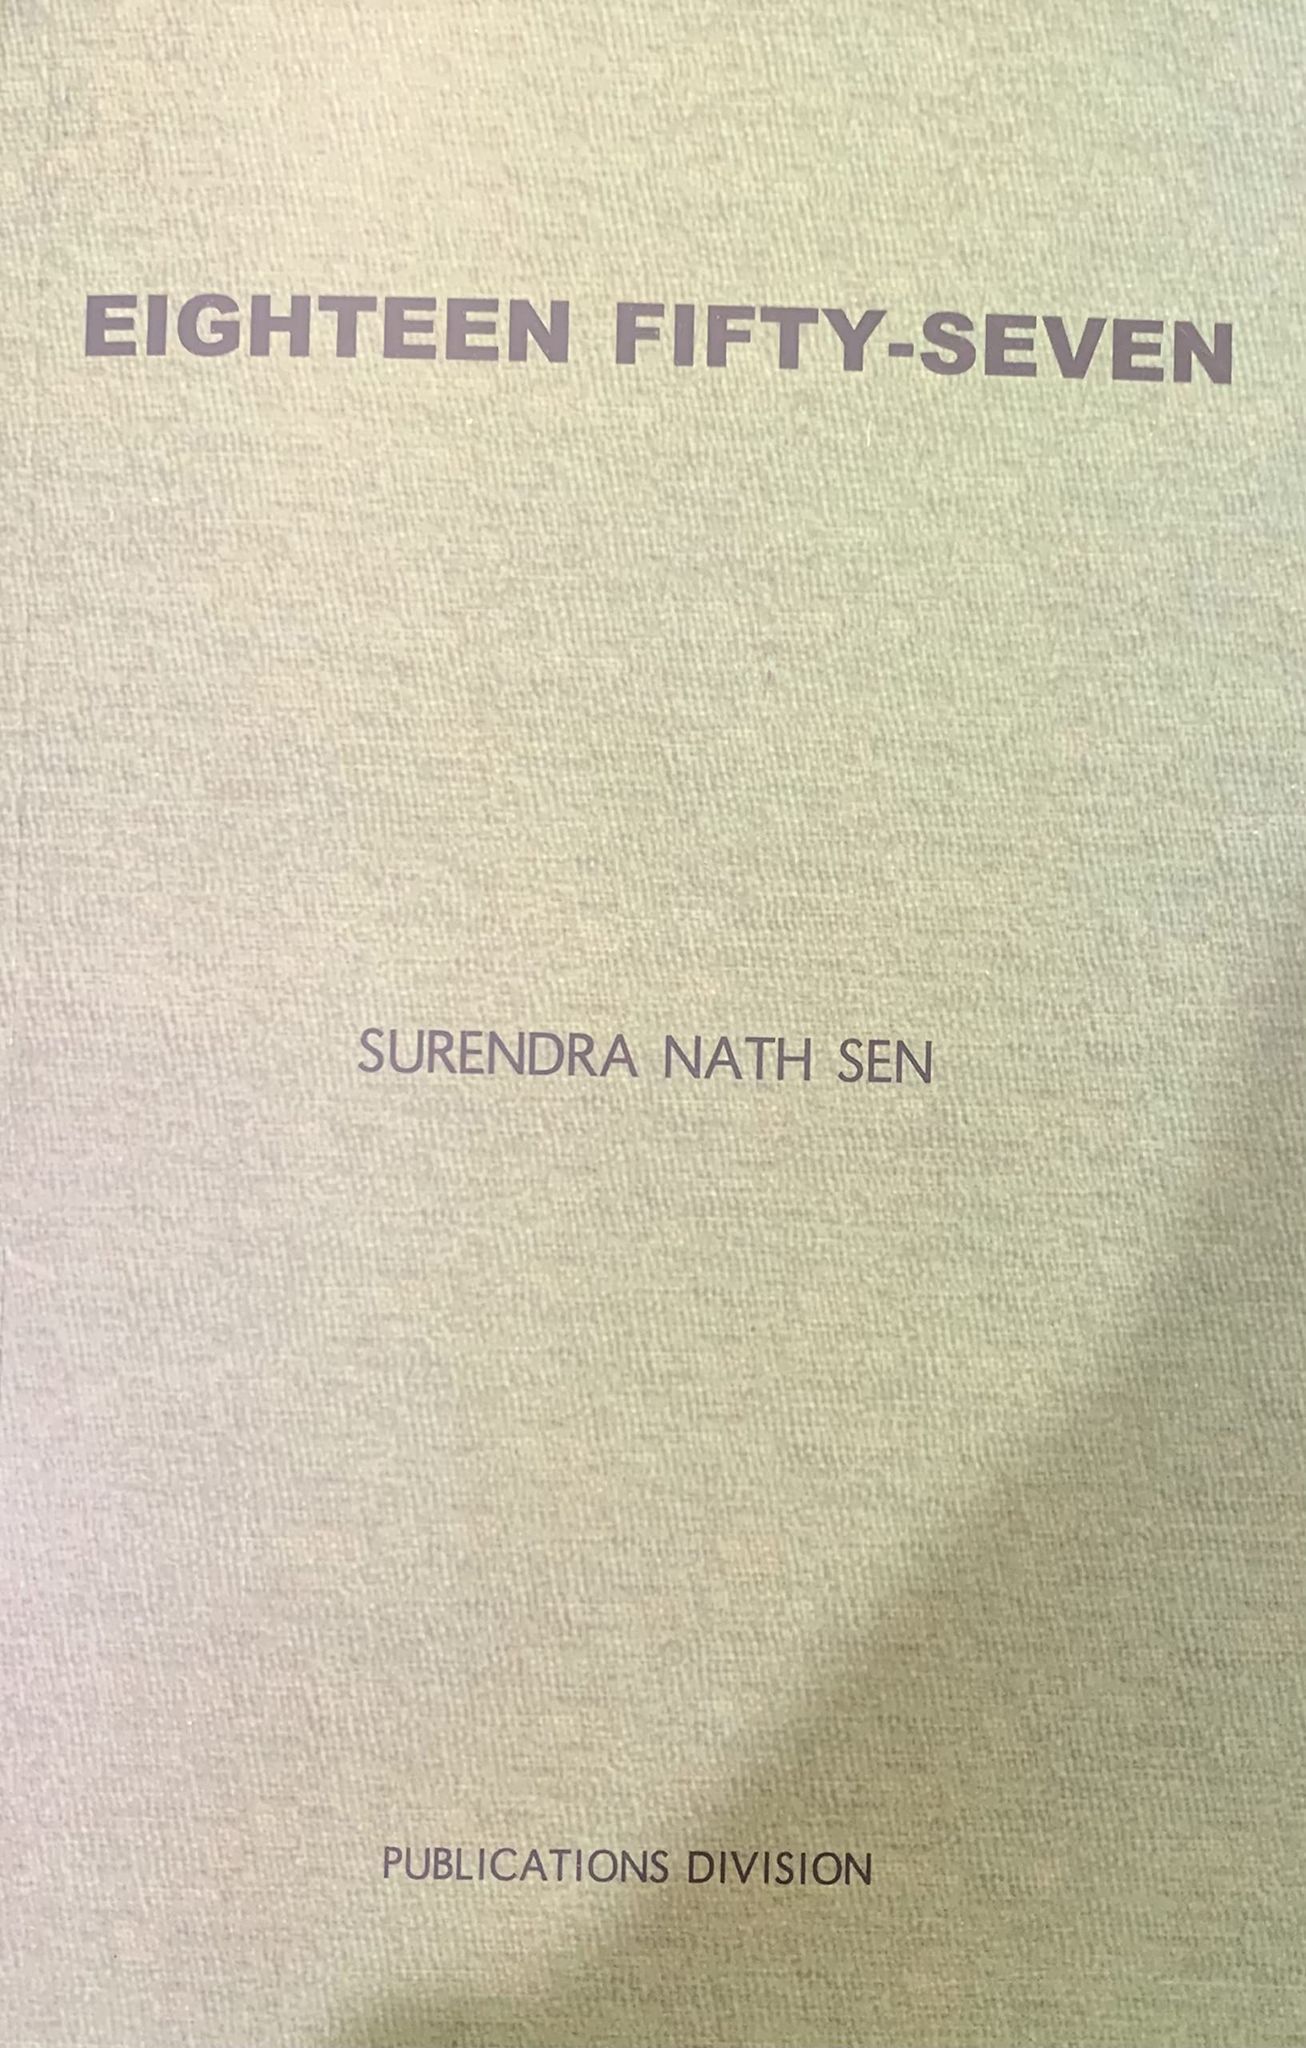 EIGHTEEN FIFTY-SEVEN
SURENDRA NATH SEN
PUBLICATIONS DIVISION